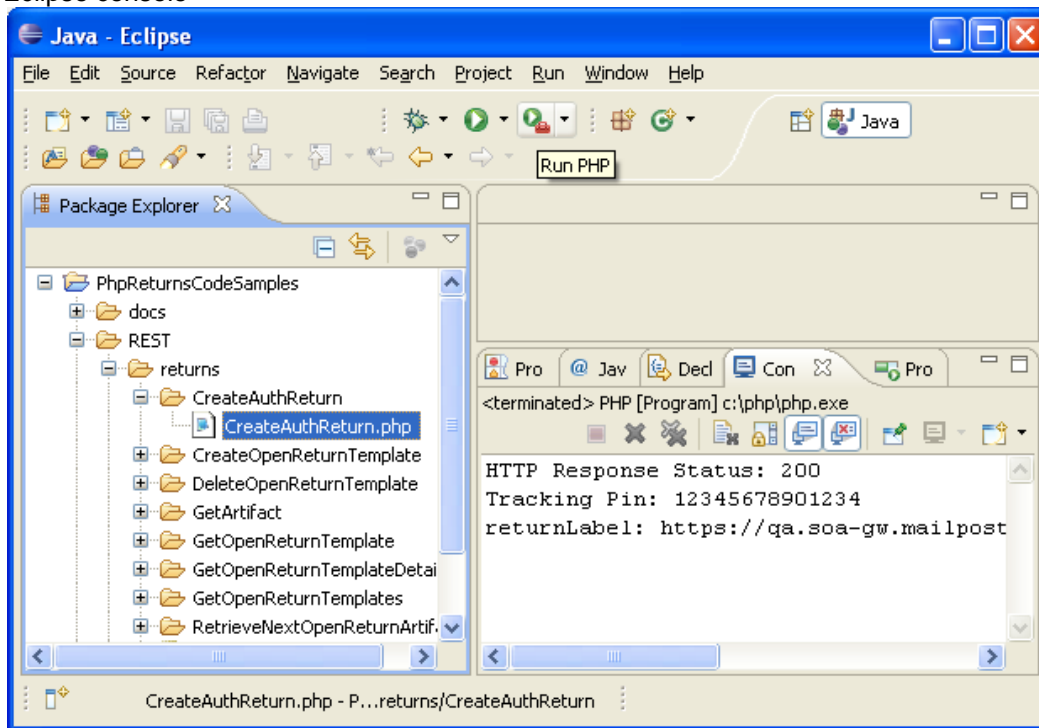 Java - Eclipse
File Edit Source Refactor Navigate Search Project Run Window Help
Java
Run PHP
Package Explorer
PhpReturnsCodeSamples
docs
REST
returns
CreateAuthReturn
CreateAuthReturn.php
CreateOpenReturnTemplate
DeleteOpenReturnTemplate
GetArtifact
GetOpenReturnTemplate
GetOpenReturnTemplateDetai
GetOpenReturnTemplates
RetrieveNextOpenReturnArtif
Pro @ Jav Decl Con Pro
<terminated> PHP [Program] c:\php\php.exe
HTTP Response Status: 200
Tracking Pin: 12345678901234
returnLabel: https://qa.soa-gw.mailpost
CreateAuthReturn.php - P...returns/CreateAuthReturn